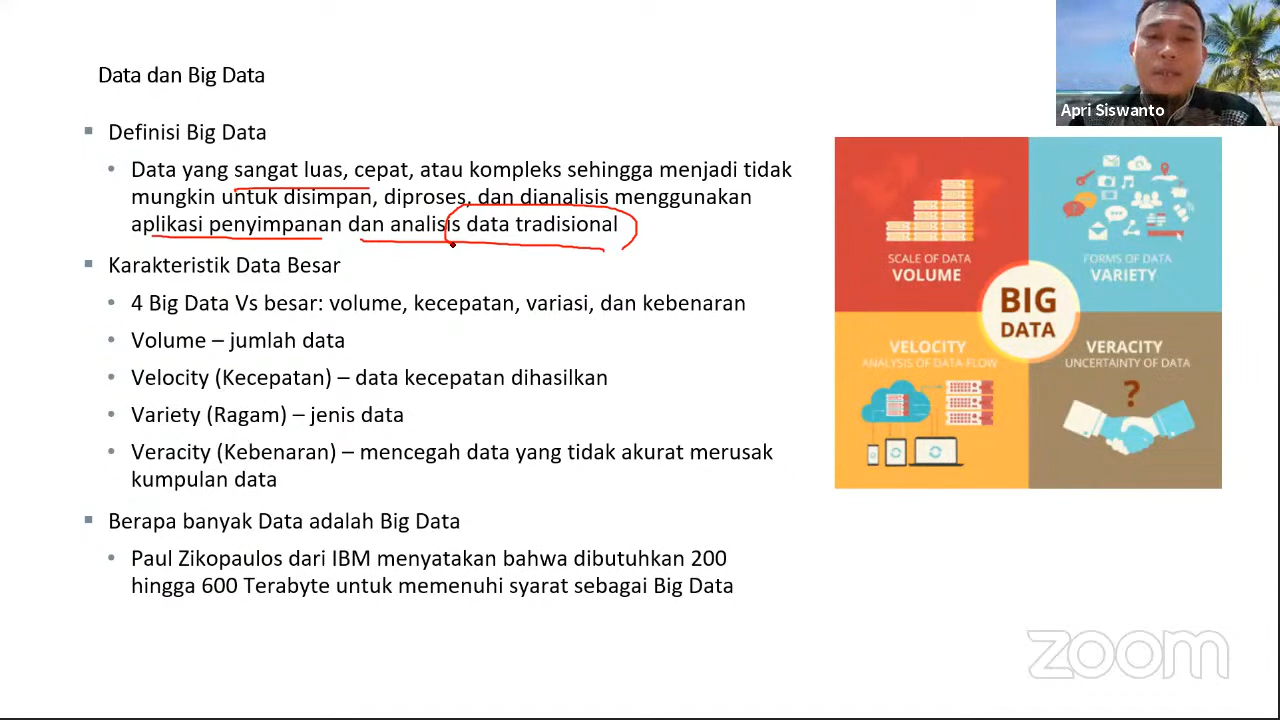 Data dan Big Data
Apri Siswanto
Definisi Big Data
Data yang sangat luas, cepat, atau kompleks sehingga menjadi tidak
mungkin untuk disimpan, diproses, dan dianalisis menggunakan
aplikasi penyimpanan dan analisis data tradisional
Karakteristik Data Besar
4 Big Data Vs besar: volume, kecepatan, variasi, dan kebenaran
Volume – jumlah data
Velocity (Kecepatan) – data kecepatan dihasilkan
Variety (Ragam) – jenis data
Veracity (Kebenaran) – mencegah data yang tidak akurat merusak
kumpulan data
Berapa banyak Data adalah Big Data
Paul Zikopaulos dari IBM menyatakan bahwa dibutuhkan 200
hingga 600 Terabyte untuk memenuhi syarat sebagai Big Data
SCALE OF DATA
VOLUME
FORMS OF DATA
VARIETY
BIG
DATA
VELOCITY
ANALYSIS OF DATA FLOW
VERACITY
UNCERTAINTY OF DATA
?
zoom